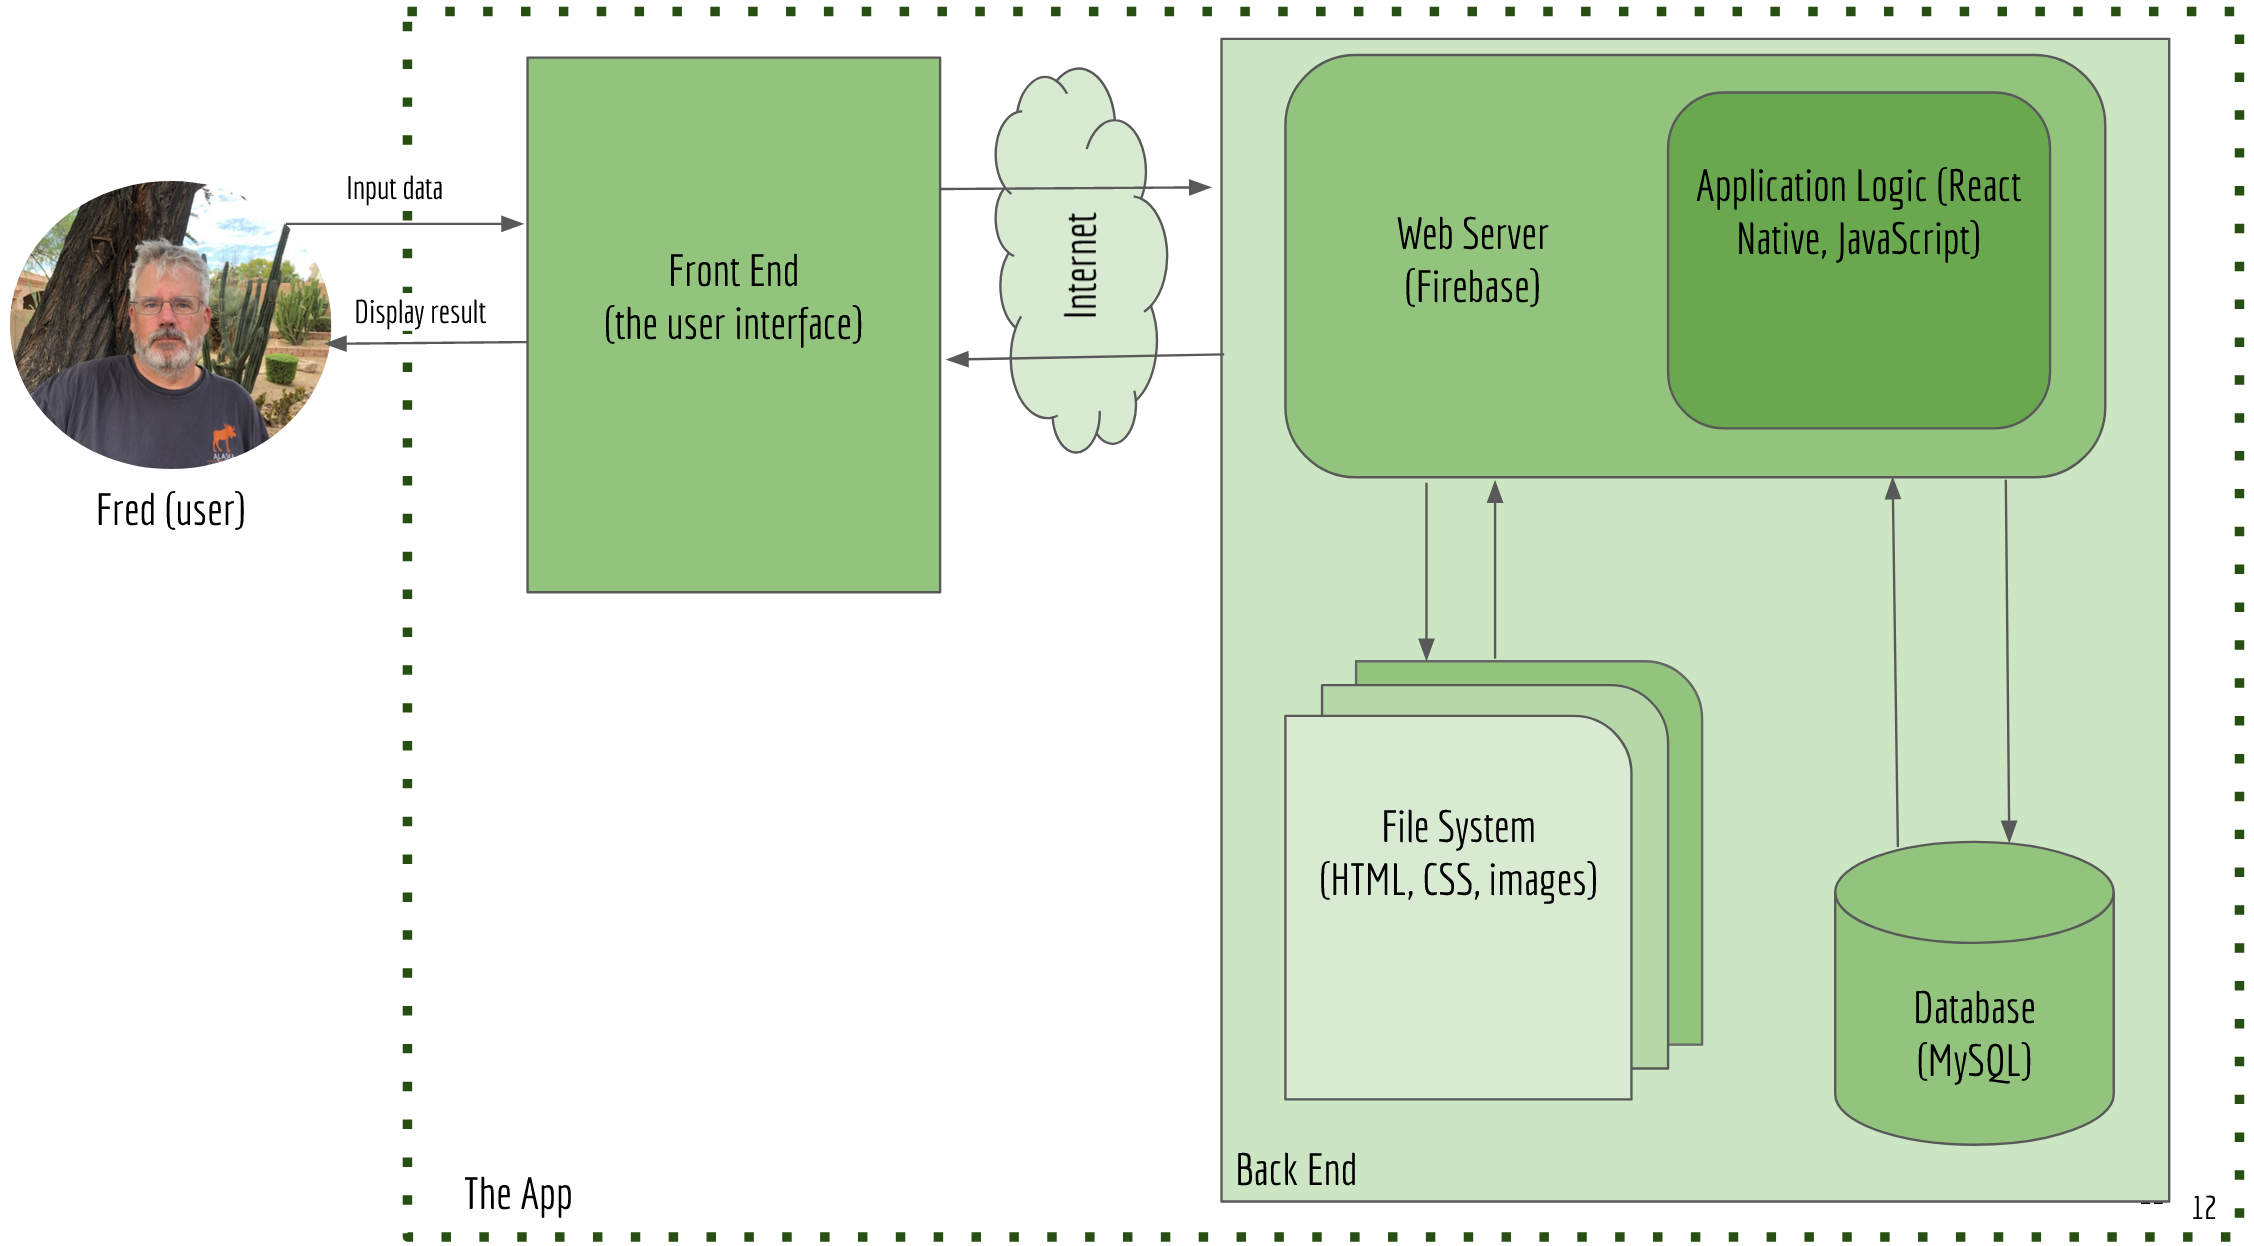 Input data
Display result
Fred (user)
Front End
(the user interface)
Internet
Web Server
(Firebase)
Application Logic (React
Native, JavaScript)
File System
(HTML, CSS, images)
Database
(MySQL)
Back End
The App
12